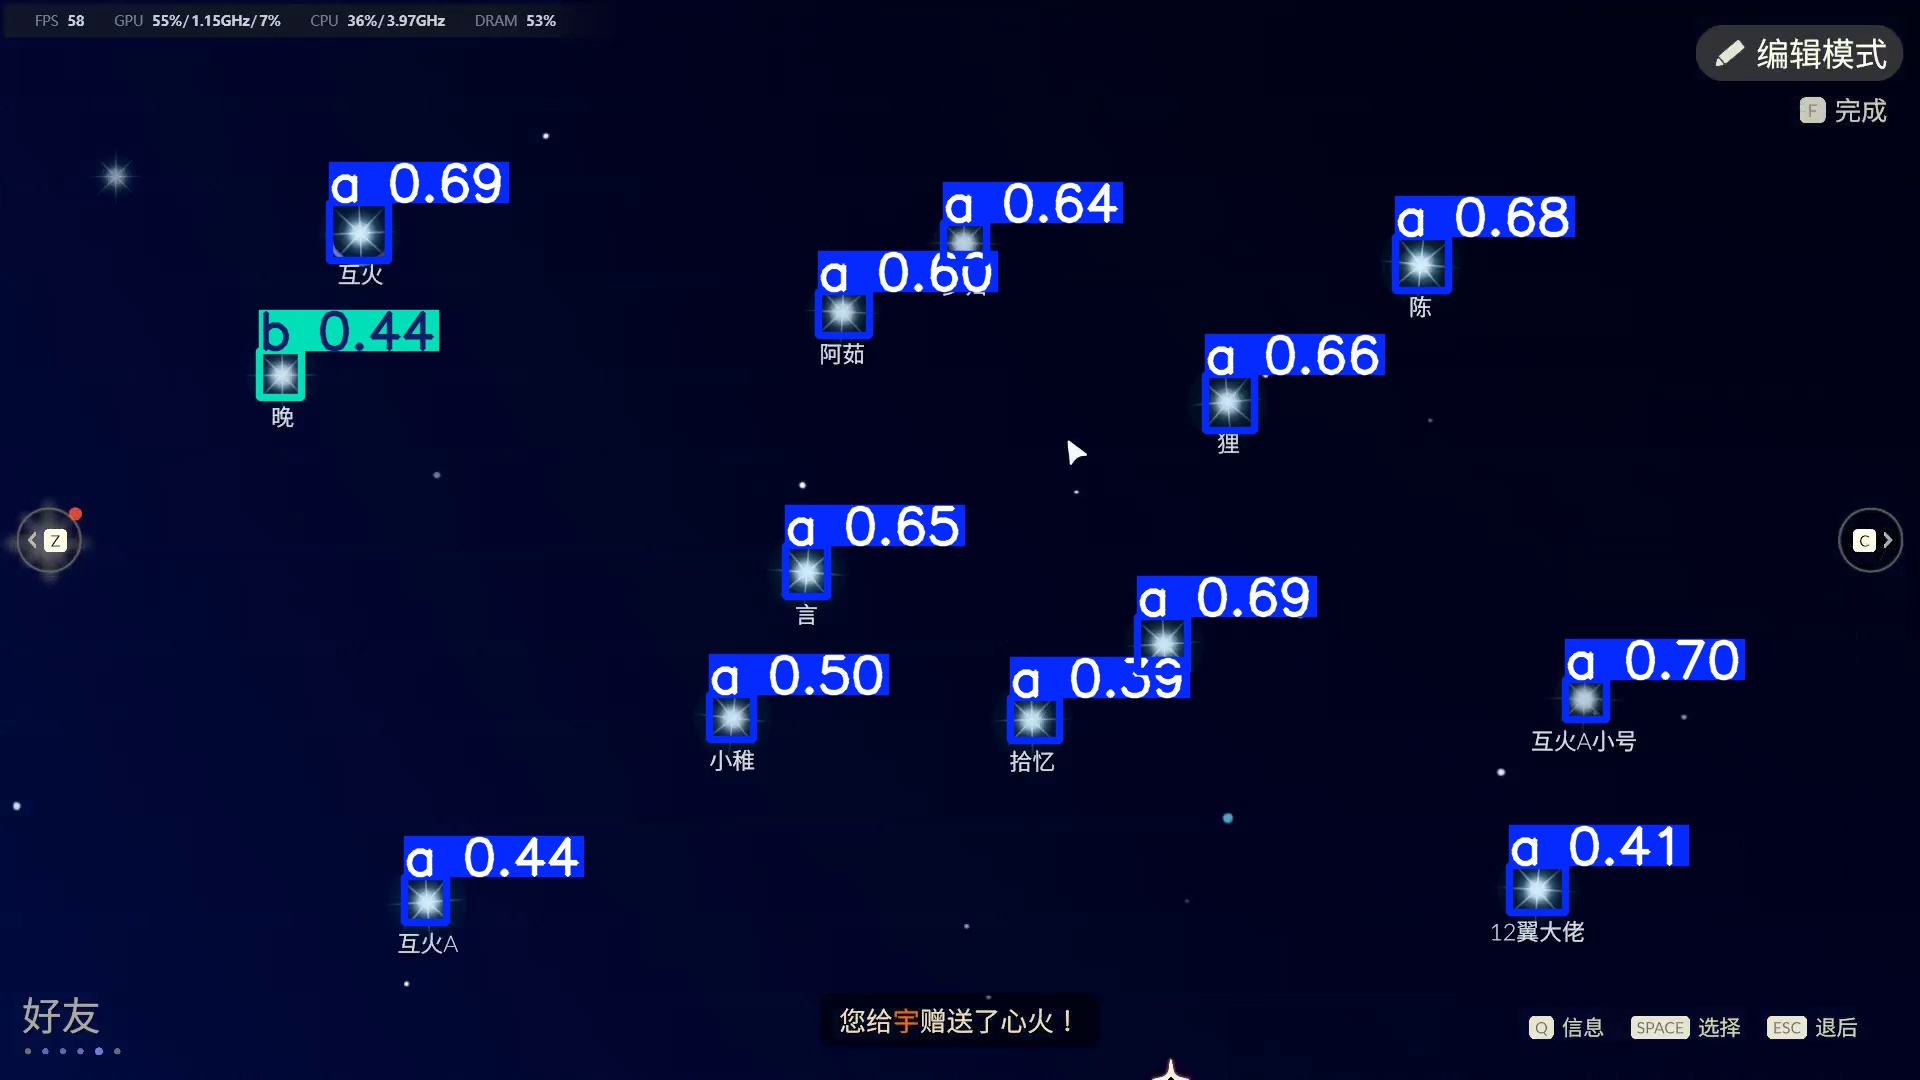 FPS 58 GPU 55%/1.15GHz/7% CPU 36%/3.97GHz DRAM 53%
编辑模式
F 完成
a 0.69
互火
a 0.64
a 0.68
陈
a 0.60
阿茹
b 0.44
晚
a 0.66
狸
Z
C
a 0.65
言
a 0.69
a 0.50
小稚
a 0.39
拾忆
a 0.70
互火A小号
a 0.44
互火A
a 0.41
12翼大佬
好友
您给宇赠送了心火！
Q 信息 SPACE 选择 ESC 退后